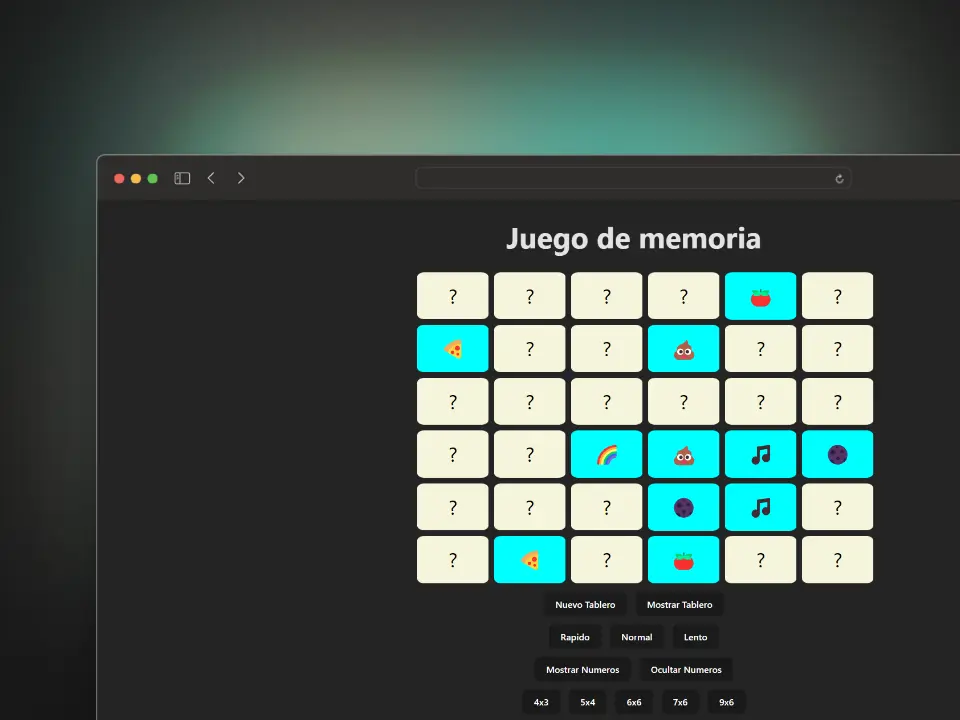 Juego de memoria
? ? ? ? ?
? ? ? ?
? ? ? ? ? ?
? ?
? ? ? ?
? ? ? ?
Nuevo Tablero Mostrar Tablero
Rapido Normal Lento
Mostrar Numeros Ocultar Numeros
4x3 5x4 6x6 7x6 9x6